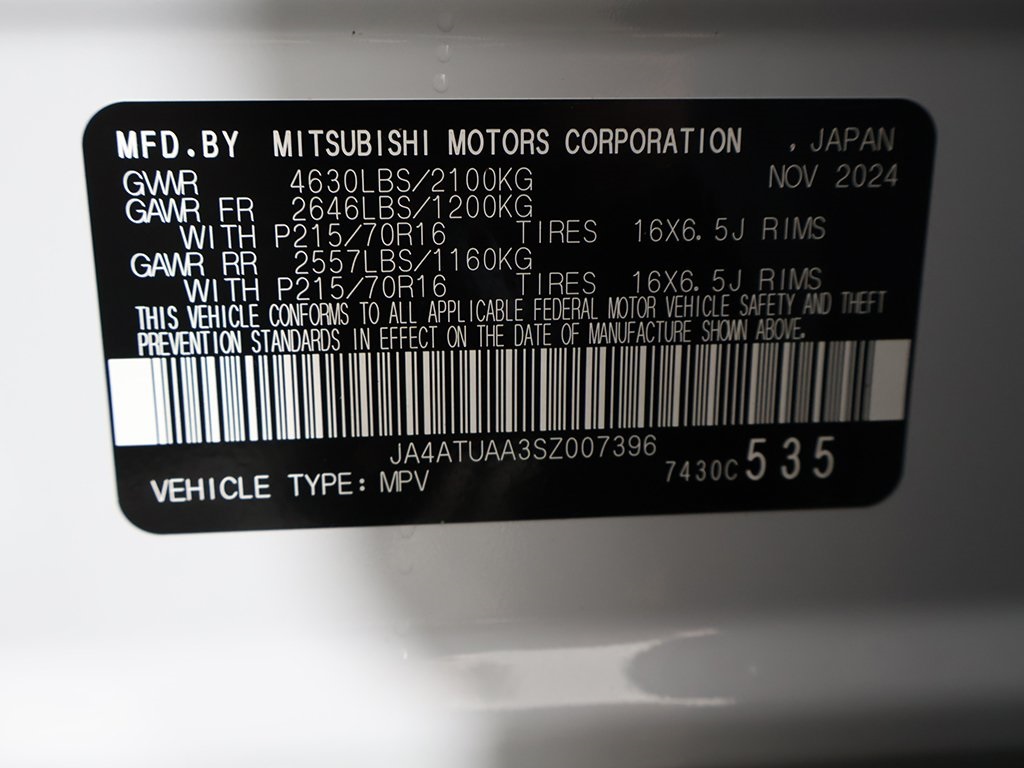 MFD.BY MITSUBISHI MOTORS CORPORATION , JAPAN
GVWR 4630LBS/2100KG NOV 2024
GAWR FR 2646LBS/1200KG
WITH P215/70R16 TIRES 16X6.5J RIMS
GAWR RR 2557LBS/1160KG
WITH P215/70R16 TIRES 16X6.5J RIMS
THIS VEHICLE CONFORMS TO ALL APPLICABLE FEDERAL MOTOR VEHICLE SAFETY AND THEFT
PREVENTION STANDARDS IN EFFECT ON THE DATE OF MANUFACTURE SHOWN ABOVE.
JA4ATUAA3SZ007396
VEHICLE TYPE: MPV 7430C 535